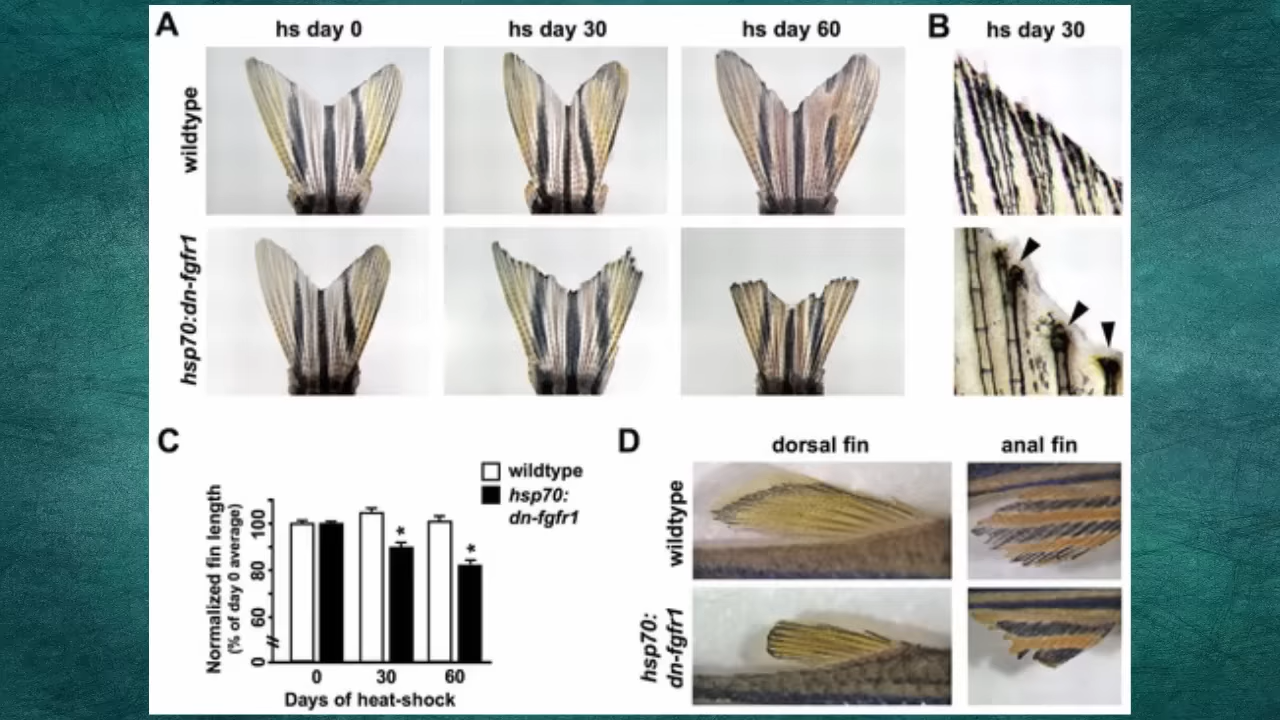 A
hs day 0
hs day 30
hs day 60
B
hs day 30
wildtype
hsp70:dn-fgfr1
C
wildtype
hsp70:
dn-fgfr1
Normalized fin length
(% of day 0 average)
100
80
60
0
*
*
0
30
60
Days of heat-shock
D
dorsal fin
anal fin
wildtype
hsp70:
dn-fgfr1